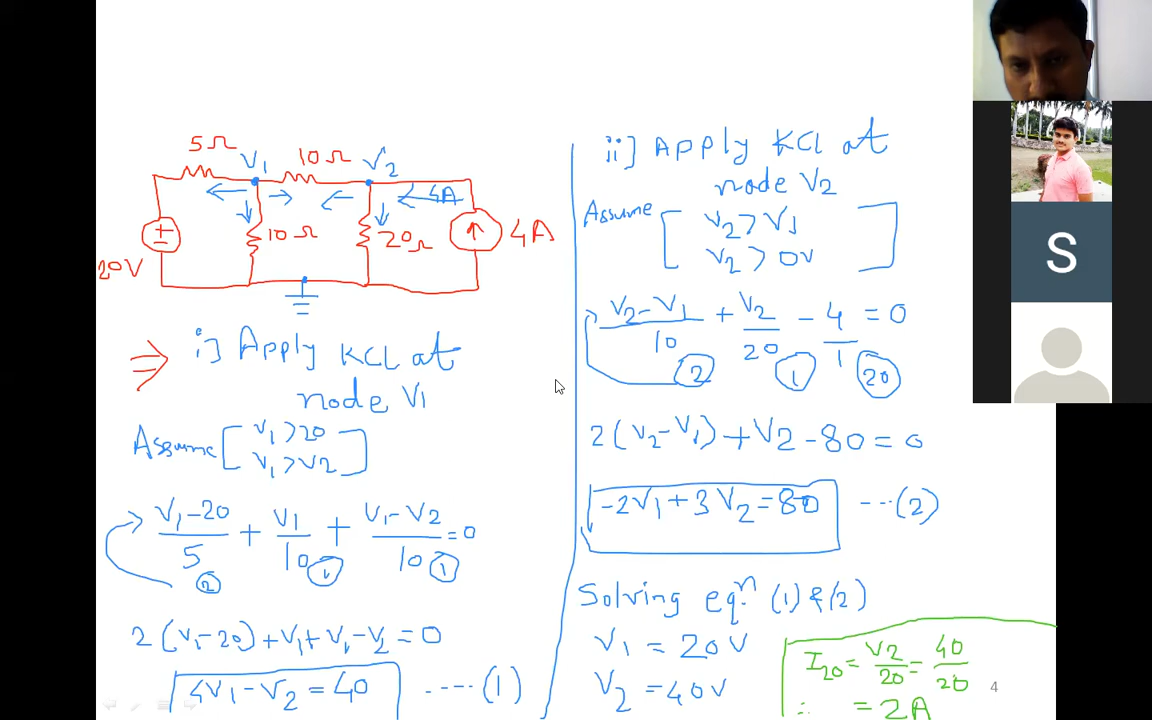 5Ω
V1
10Ω
V2
4A
20V
+
10Ω
20Ω
4A
⇒ i] Apply KCL at
node V1
Assume [ V1 > 20
V1 > V2 ]
V1-20/5 + V1/10 + V1-V2/10 = 0
② ① ①
2(V1-20)+V1+V1-V2=0
4V1-V2=40 ----(1)
ii] Apply KCL at
node V2
Assume [ V2 > V1
V2 > 0V ]
V2-V1/10 + V2/20 - 4/1 = 0
② ① ⑳
2(V2-V1)+V2-80=0
-2V1+3V2=80 ---(2)
Solving eqn. (1) & (2)
V1 = 20V
V2 = 40V
I20 = V2/20 = 40/20
∴ = 2A
S
4